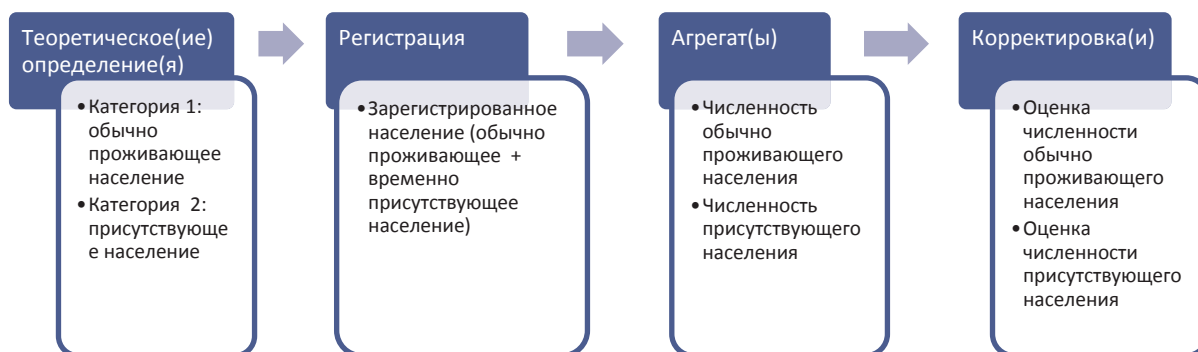 Теоретическое(ие)
определение(я)
•Категория 1:
обычно
проживающее
население
•Категория 2:
присутствующе
е население
Регистрация
•Зарегистрированное
население (обычно
проживающее +
временно
присутствующее
население)
Агрегат(ы)
•Численность
обычно
проживающего
населения
•Численность
присутствующего
населения
Корректировка(и)
•Оценка
численности
обычно
проживающего
населения
•Оценка
численности
присутствующего
населения